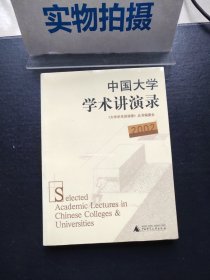 实物拍摄
中国大学
学术讲演录
2002
Selected
Academic Lectures in
Chinese Colleges &
Universities